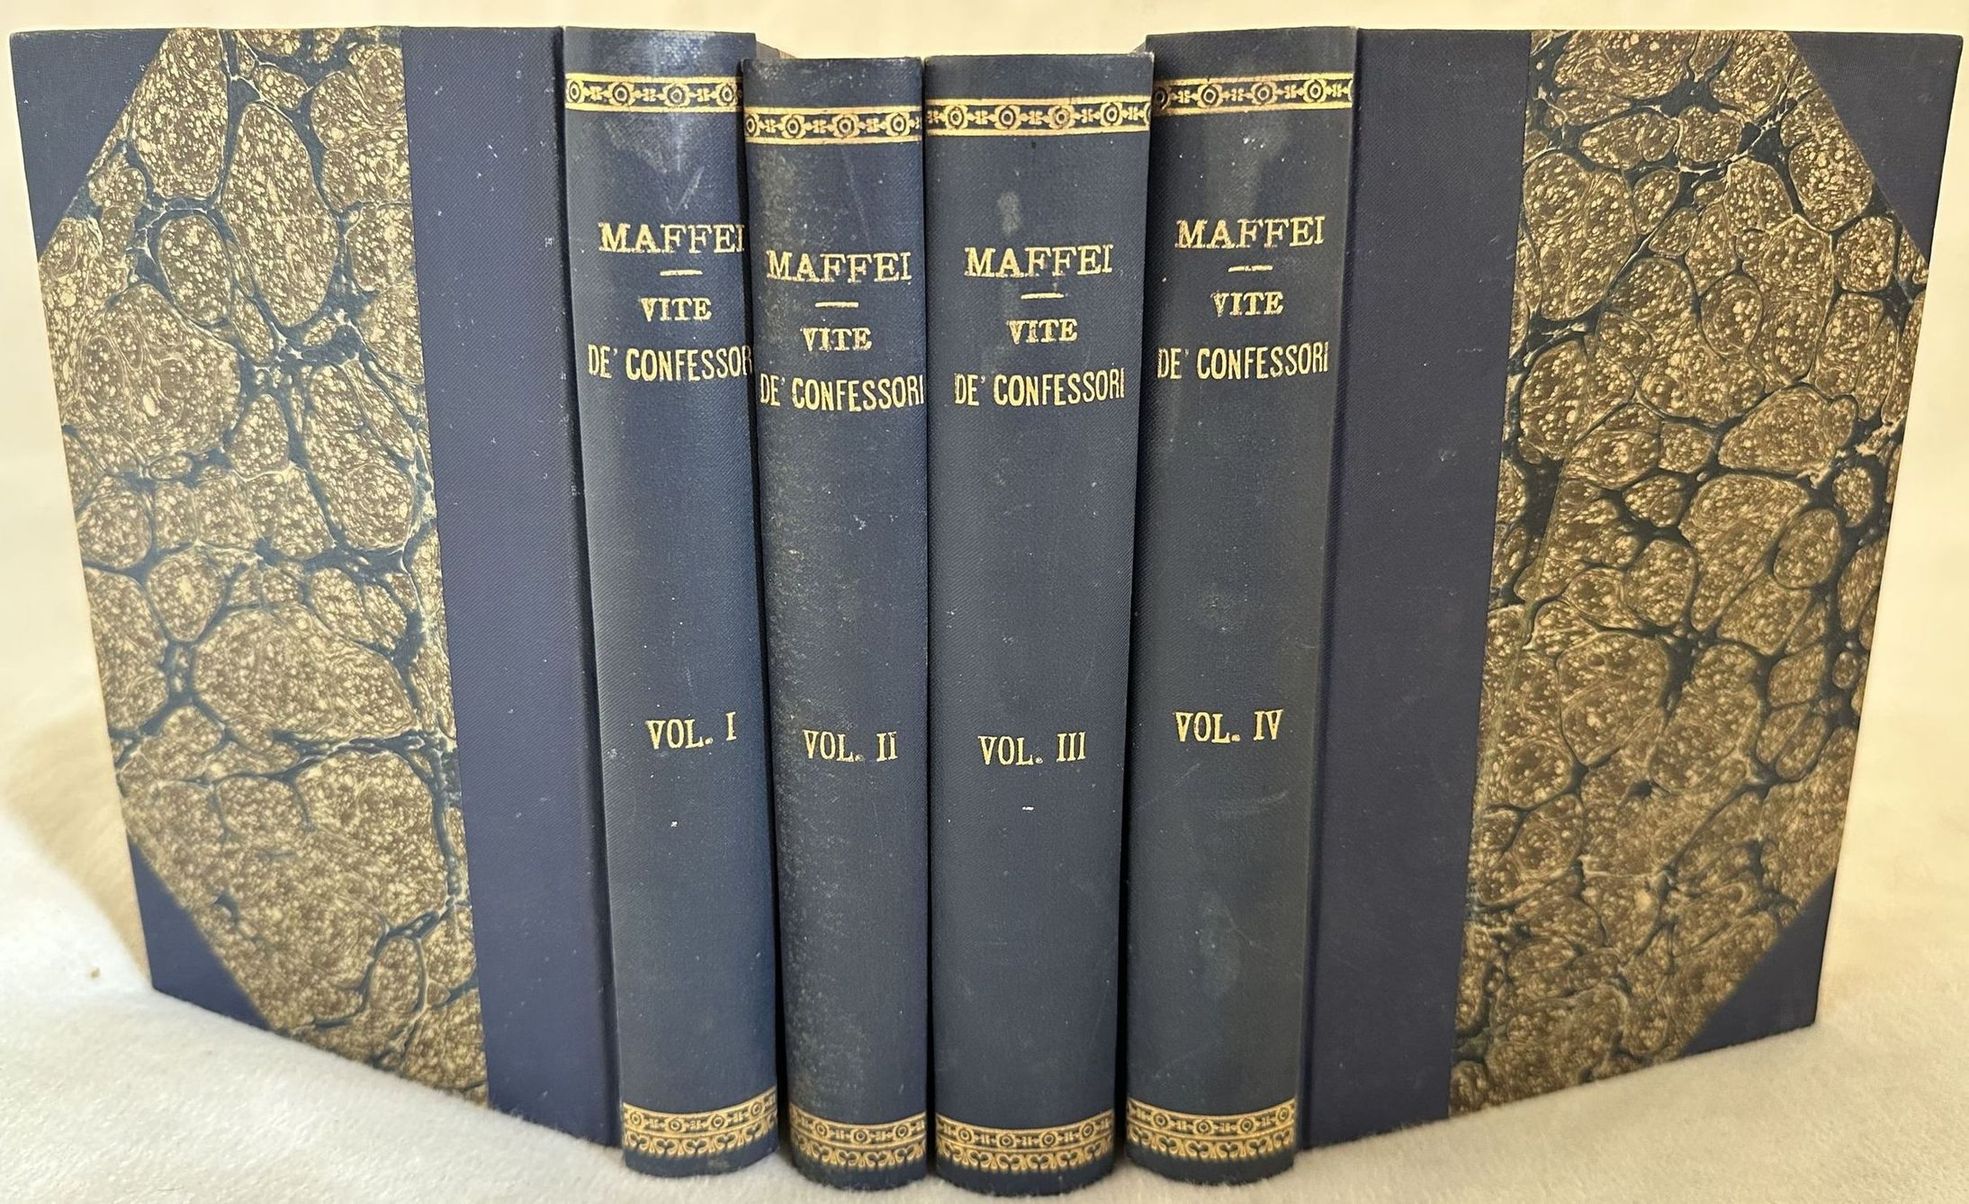 MAFFEI
VITE
DE' CONFESSORI
VOL. I
MAFFEI
VITE
DE' CONFESSORI
VOL. II
MAFFEI
VITE
DE' CONFESSORI
VOL. III
MAFFEI
VITE
DE' CONFESSORI
VOL. IV